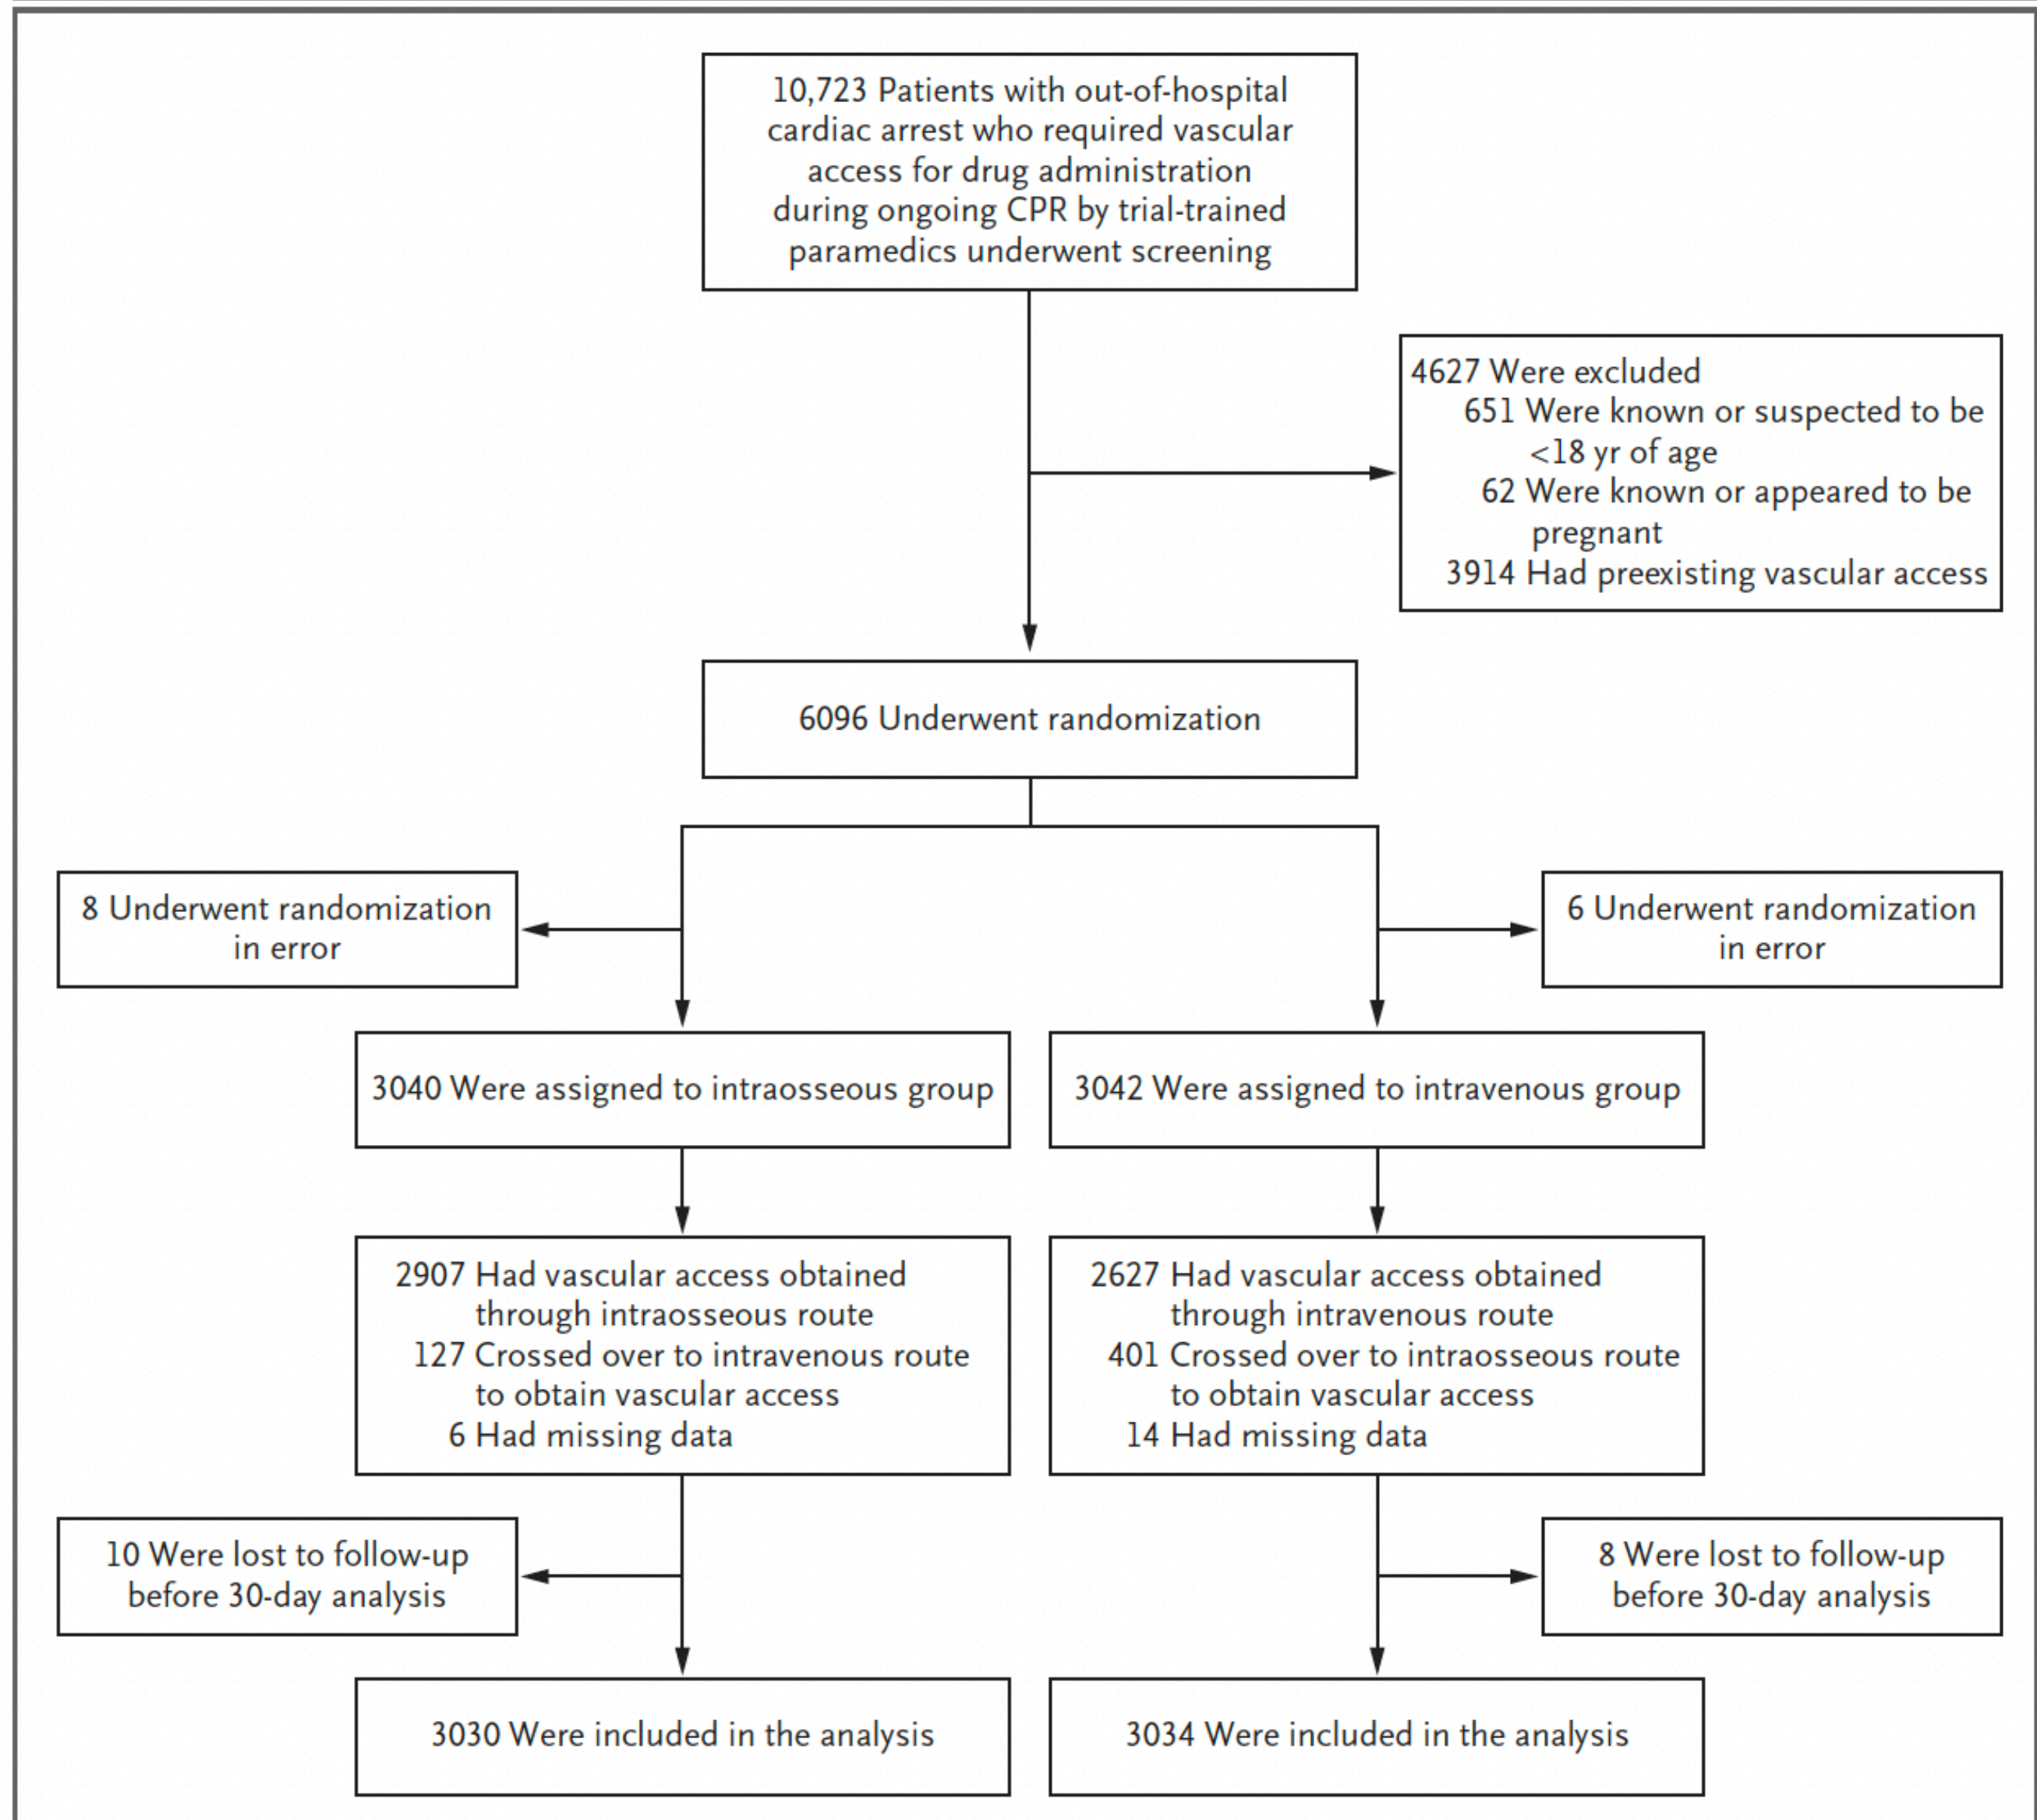 10,723 Patients with out-of-hospital
cardiac arrest who required vascular
access for drug administration
during ongoing CPR by trial-trained
paramedics underwent screening
4627 Were excluded
651 Were known or suspected to be
<18 yr of age
62 Were known or appeared to be
pregnant
3914 Had preexisting vascular access
6096 Underwent randomization
8 Underwent randomization
in error
6 Underwent randomization
in error
3040 Were assigned to intraosseous group
3042 Were assigned to intravenous group
2907 Had vascular access obtained
through intraosseous route
127 Crossed over to intravenous route
to obtain vascular access
6 Had missing data
2627 Had vascular access obtained
through intravenous route
401 Crossed over to intraosseous route
to obtain vascular access
14 Had missing data
10 Were lost to follow-up
before 30-day analysis
8 Were lost to follow-up
before 30-day analysis
3030 Were included in the analysis
3034 Were included in the analysis